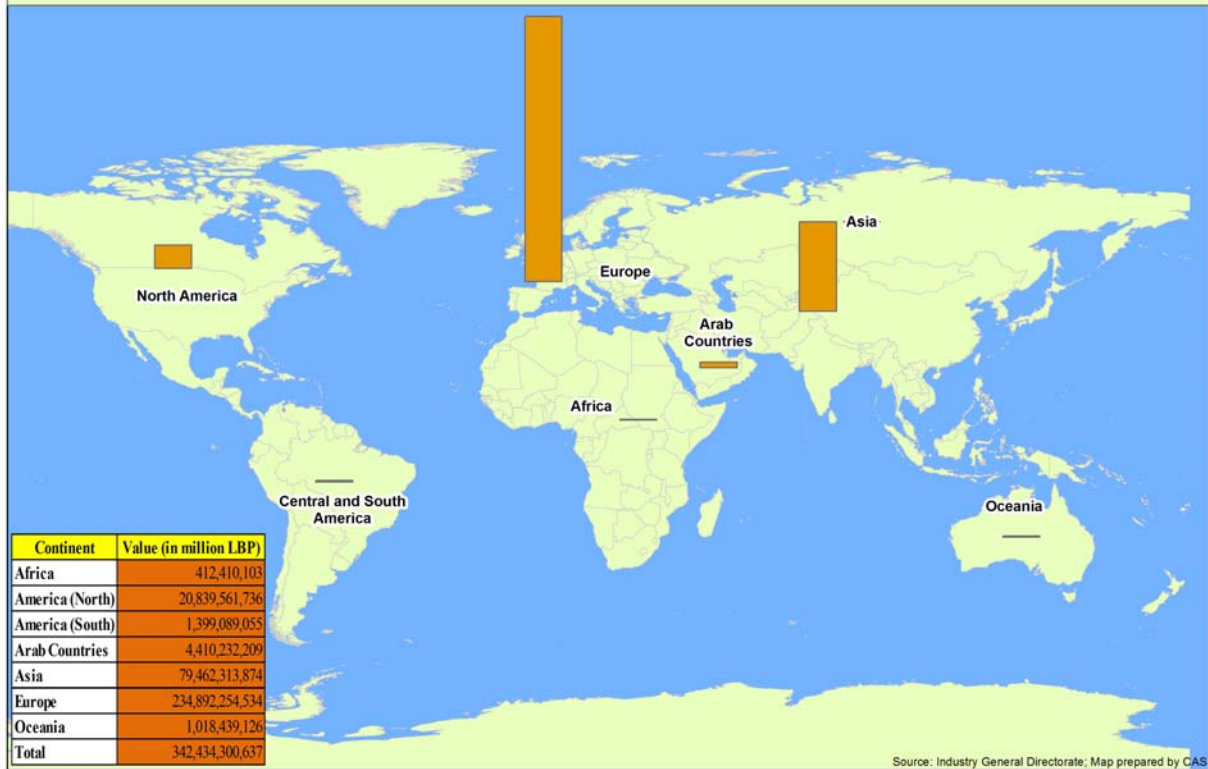 Asia
Europe
North America
Arab
Countries
Africa
Central and South
America
Oceania
Continent Value (in million LBP)
Africa 412,410,103
America (North) 20,839,561,736
America (South) 1,399,089,055
Arab Countries 4,410,232,209
Asia 79,462,313,874
Europe 234,892,254,534
Oceania 1,018,439,126
Total 342,434,300,637
Source: Industry General Directorate; Map prepared by CAS